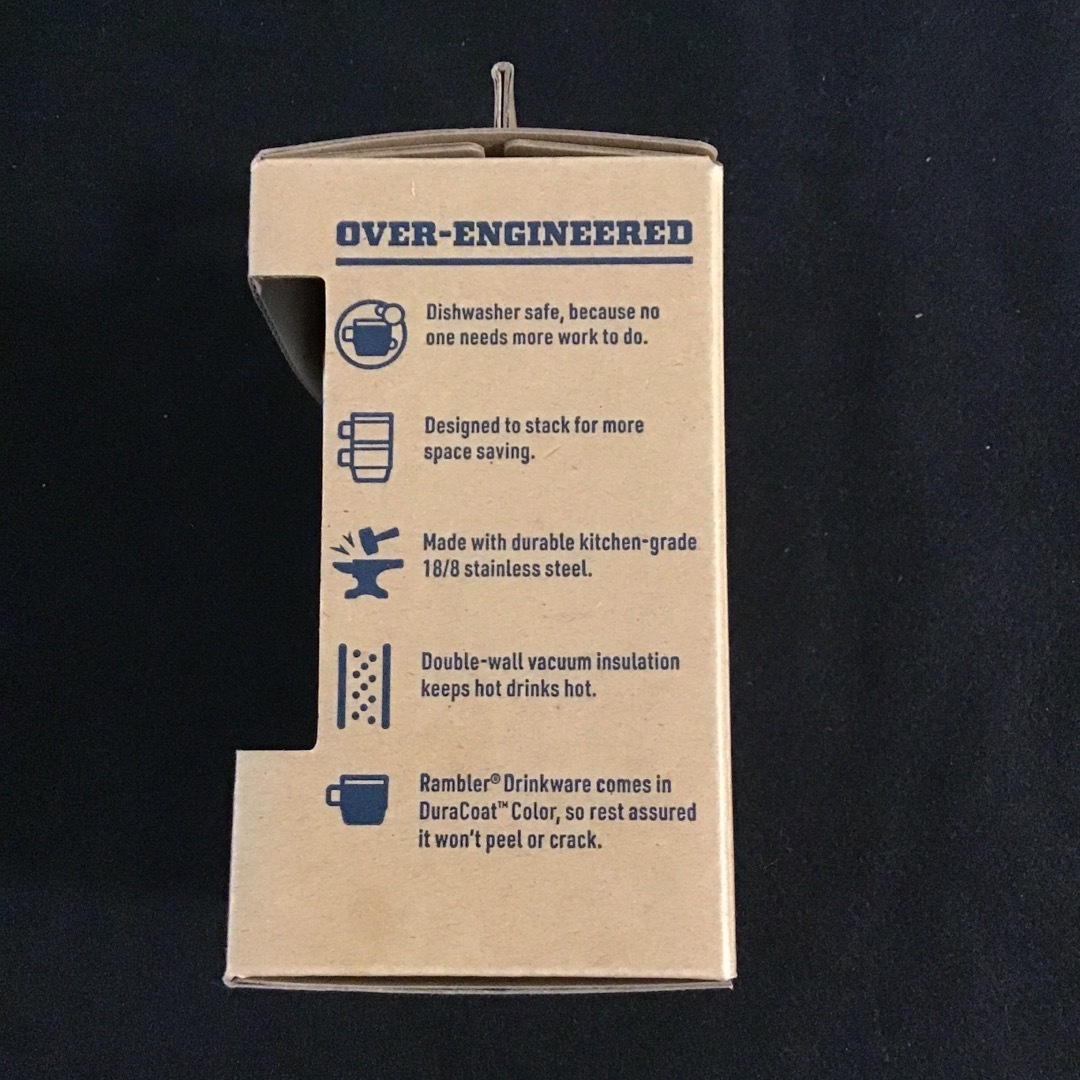 OVER-ENGINEERED
Dishwasher safe, because no
one needs more work to do.
Designed to stack for more
space saving.
Made with durable kitchen-grade
18/8 stainless steel.
Double-wall vacuum insulation
keeps hot drinks hot.
Rambler® Drinkware comes in
DuraCoat™ Color, so rest assured
it won't peel or crack.